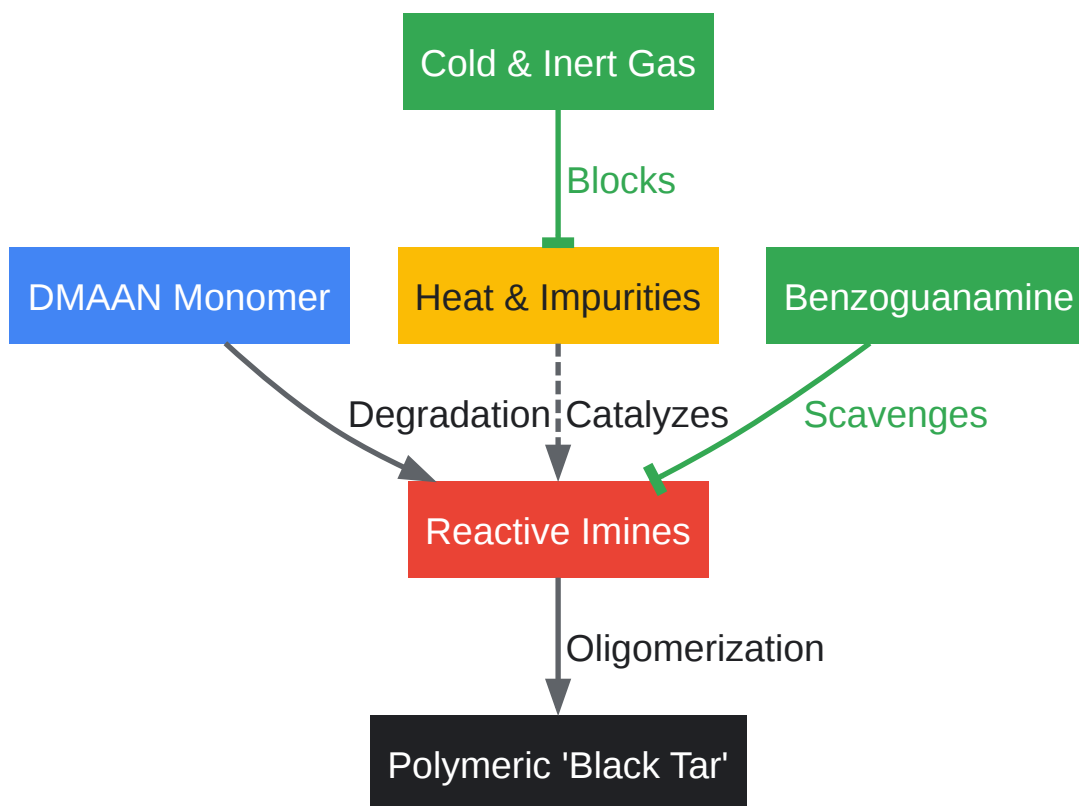 Cold & Inert Gas
Blocks
DMAAN Monomer
Heat & Impurities
Benzoguanamine
Degradation
Catalyzes
Scavenges
Reactive Imines
Oligomerization
Polymeric 'Black Tar'